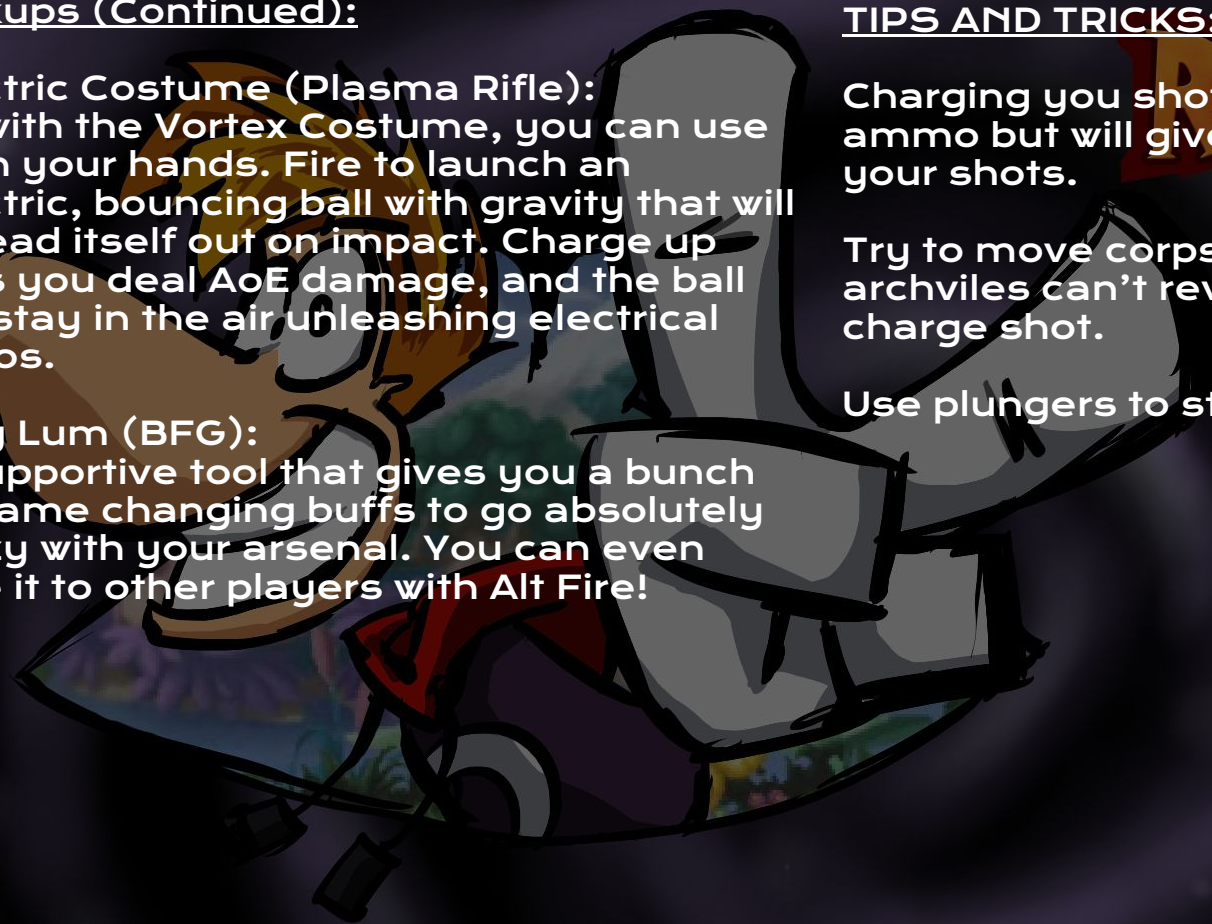 kups (Continued):
tric Costume (Plasma Rifle):
with the Vortex Costume, you can use
n your hands. Fire to launch an
tric, bouncing ball with gravity that will
ead itself out on impact. Charge up
s you deal AoE damage, and the ball
stay in the air unleashing electrical
os.
y Lum (BFG):
upportive tool that gives you a bunch
ame changing buffs to go absolutely
zy with your arsenal. You can even
e it to other players with Alt Fire!
TIPS AND TRICKS:
Charging you shot
ammo but will give
your shots.
Try to move corps
archviles can't rev
charge shot.
Use plungers to st
R